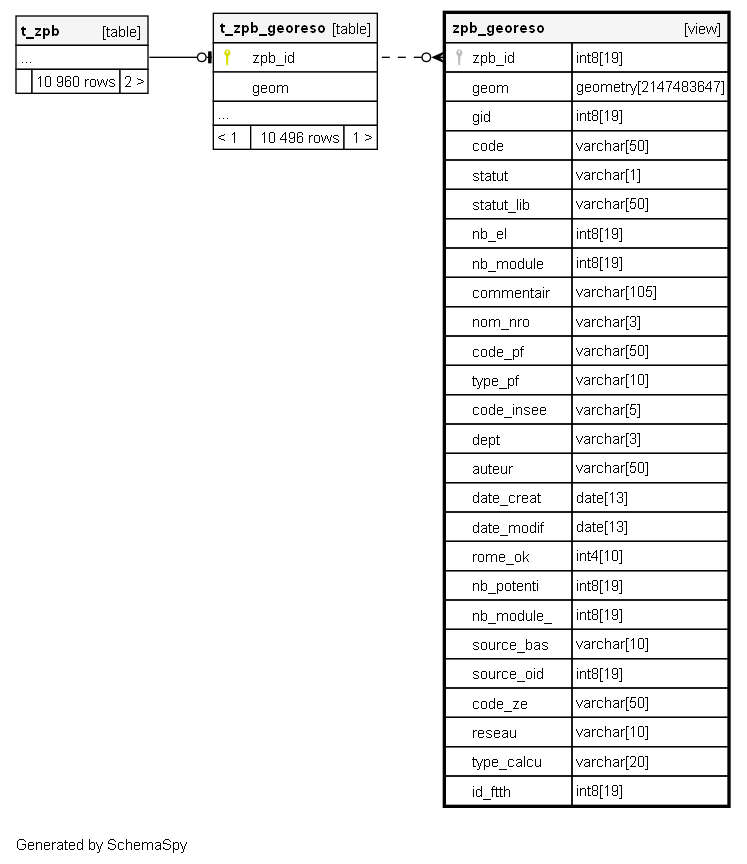 t_zpb [table]
...
10 960 rows 2 >
t_zpb_georeso [table]
zpb_id
geom
...
< 1 10 496 rows 1 >
zpb_georeso [view]
zpb_id int8[19]
geom geometry[2147483647]
gid int8[19]
code varchar[50]
statut varchar[1]
statut_lib varchar[50]
nb_el int8[19]
nb_module int8[19]
commentair varchar[105]
nom_nro varchar[3]
code_pf varchar[50]
type_pf varchar[10]
code_insee varchar[5]
dept varchar[3]
auteur varchar[50]
date_creat date[13]
date_modif date[13]
rome_ok int4[10]
nb_potenti int8[19]
nb_module_ int8[19]
source_bas varchar[10]
source_oid int8[19]
code_ze varchar[50]
reseau varchar[10]
type_calcu varchar[20]
id_ftth int8[19]
Generated by SchemaSpy